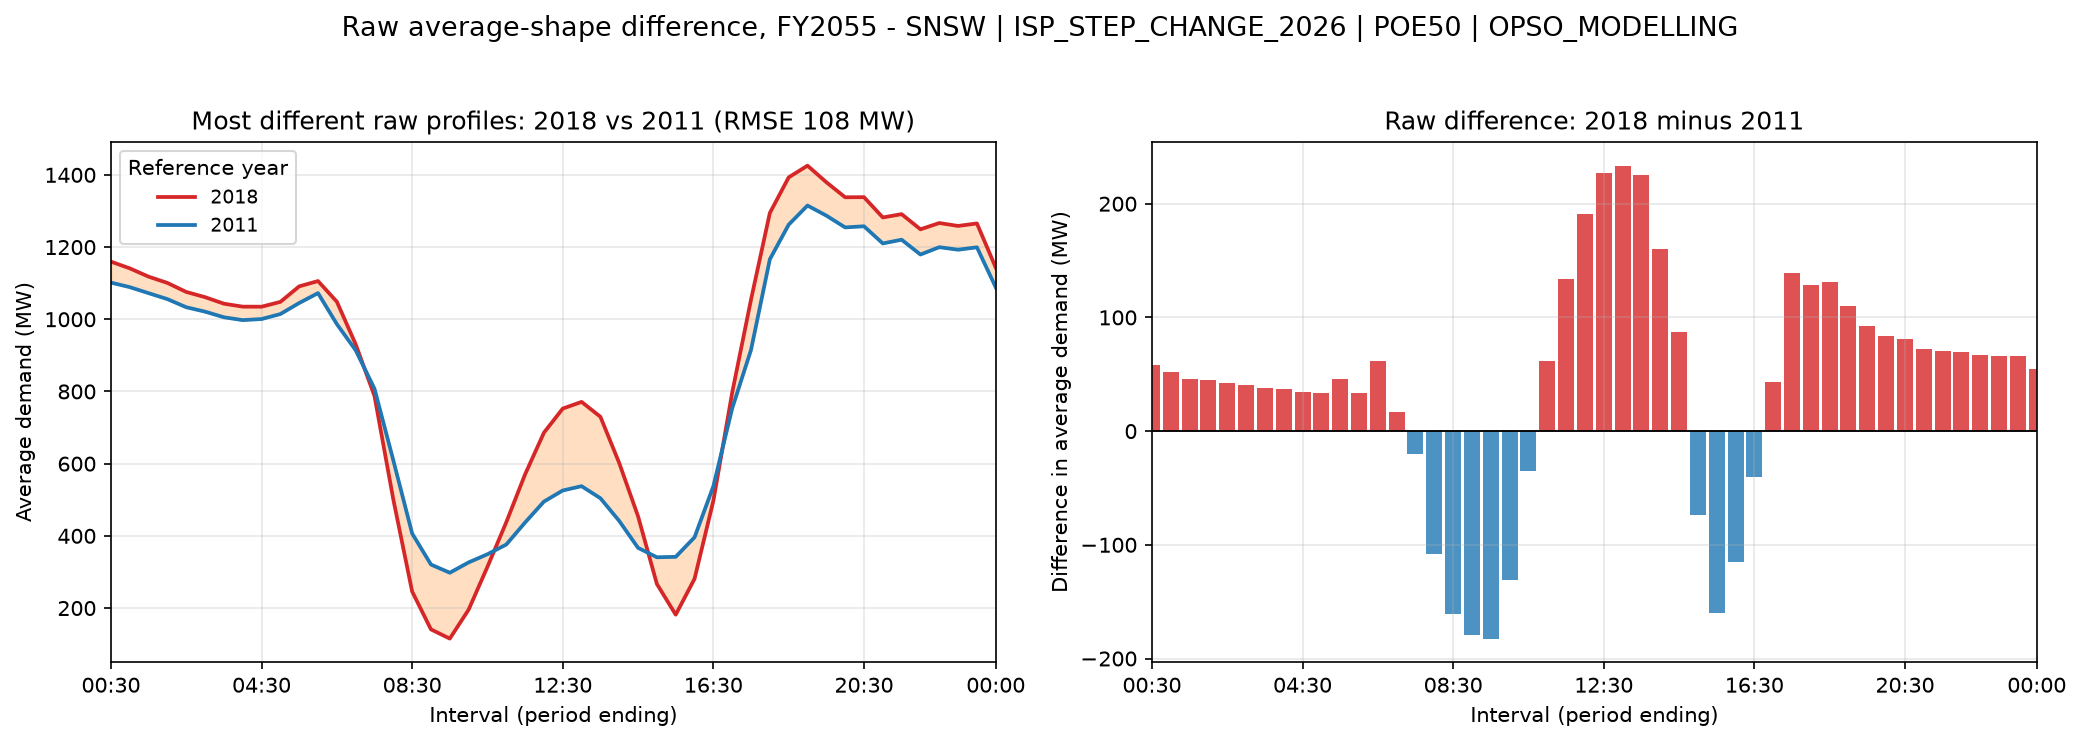 Raw average-shape difference, FY2055 - SNSW | ISP_STEP_CHANGE_2026 | POE50 | OPSO_MODELLING
Most different raw profiles: 2018 vs 2011 (RMSE 108 MW)
Reference year
2018
2011
1400
1200
1000
800
600
400
200
Average demand (MW)
00:30 04:30 08:30 12:30 16:30 20:30 00:00
Interval (period ending)
Raw difference: 2018 minus 2011
200
100
0
−100
−200
Difference in average demand (MW)
00:30 04:30 08:30 12:30 16:30 20:30 00:00
Interval (period ending)